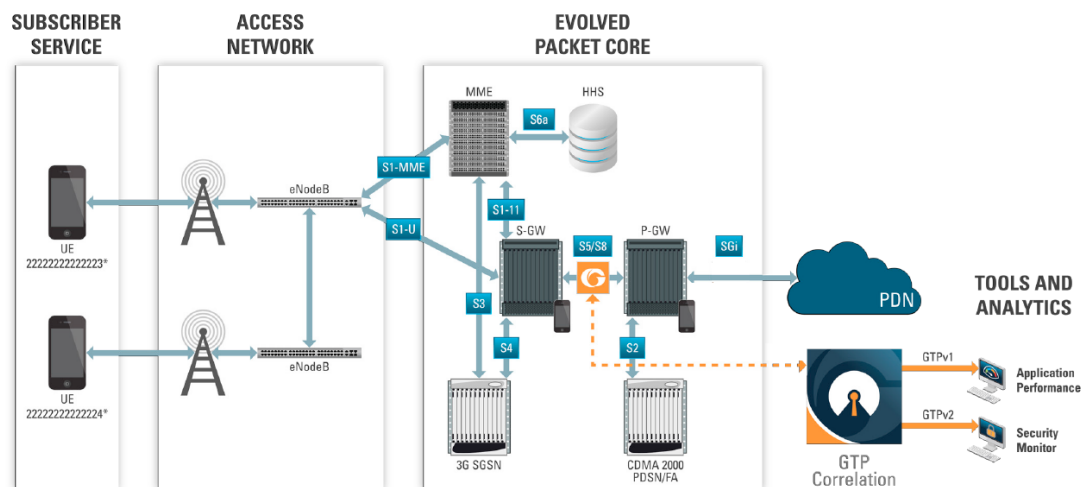 SUBSCRIBER
SERVICE
ACCESS
NETWORK
EVOLVED
PACKET CORE
MME
HHS
S6a
S1-MME
eNodeB
S1-11
S1-U
S-GW
P-GW
S5/S8
SGi
UE
22222222222223*
PDN
TOOLS AND
ANALYTICS
S3
S4
S2
eNodeB
UE
22222222222224*
GTPv1
Application
Performance
GTPv2
Security
Monitor
3G SGSN
CDMA 2000
PDSN/FA
GTP
Correlation